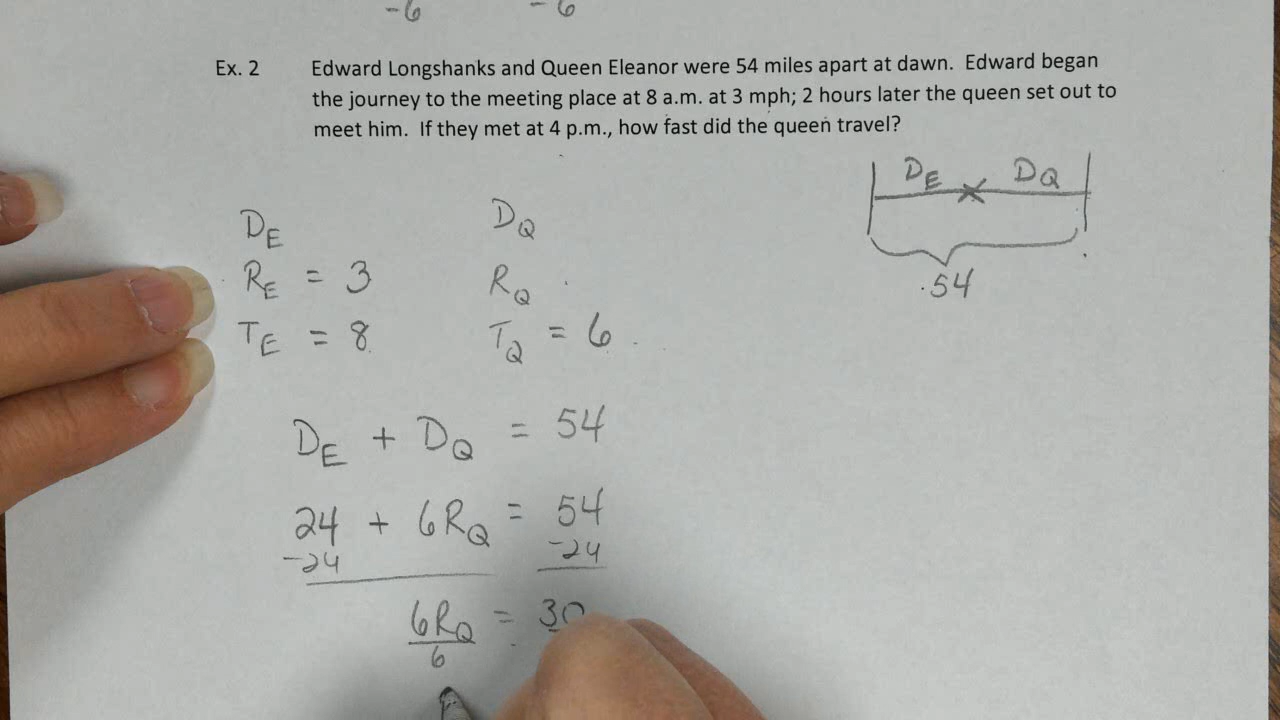 -6 -6
Ex. 2 Edward Longshanks and Queen Eleanor were 54 miles apart at dawn. Edward began
the journey to the meeting place at 8 a.m. at 3 mph; 2 hours later the queen set out to
meet him. If they met at 4 p.m., how fast did the queen travel?
D_E D_Q
54
D_E D_Q
R_E = 3 R_Q
T_E = 8 T_Q = 6
D_E + D_Q = 54
24 + 6R_Q = 54
-24 -24
6R_Q = 30
6